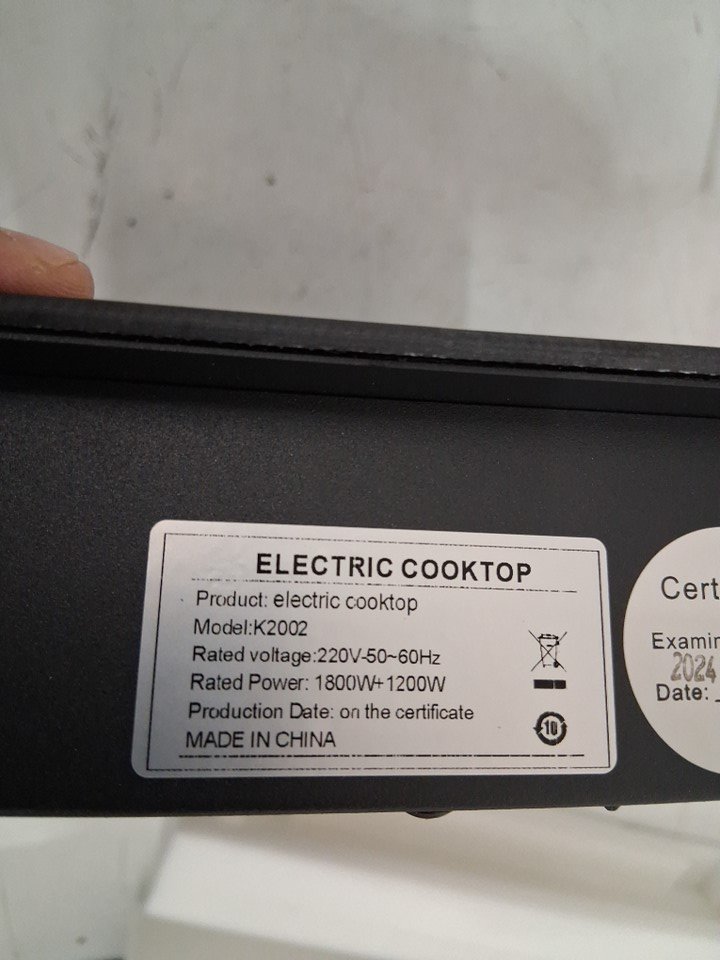 ELECTRIC COOKTOP
Product: electric cooktop
Model:K2002
Rated voltage:220V-50~60Hz
Rated Power: 1800W+1200W
Production Date: on the certificate
MADE IN CHINA
10
Cert
Examin
2024
Date: